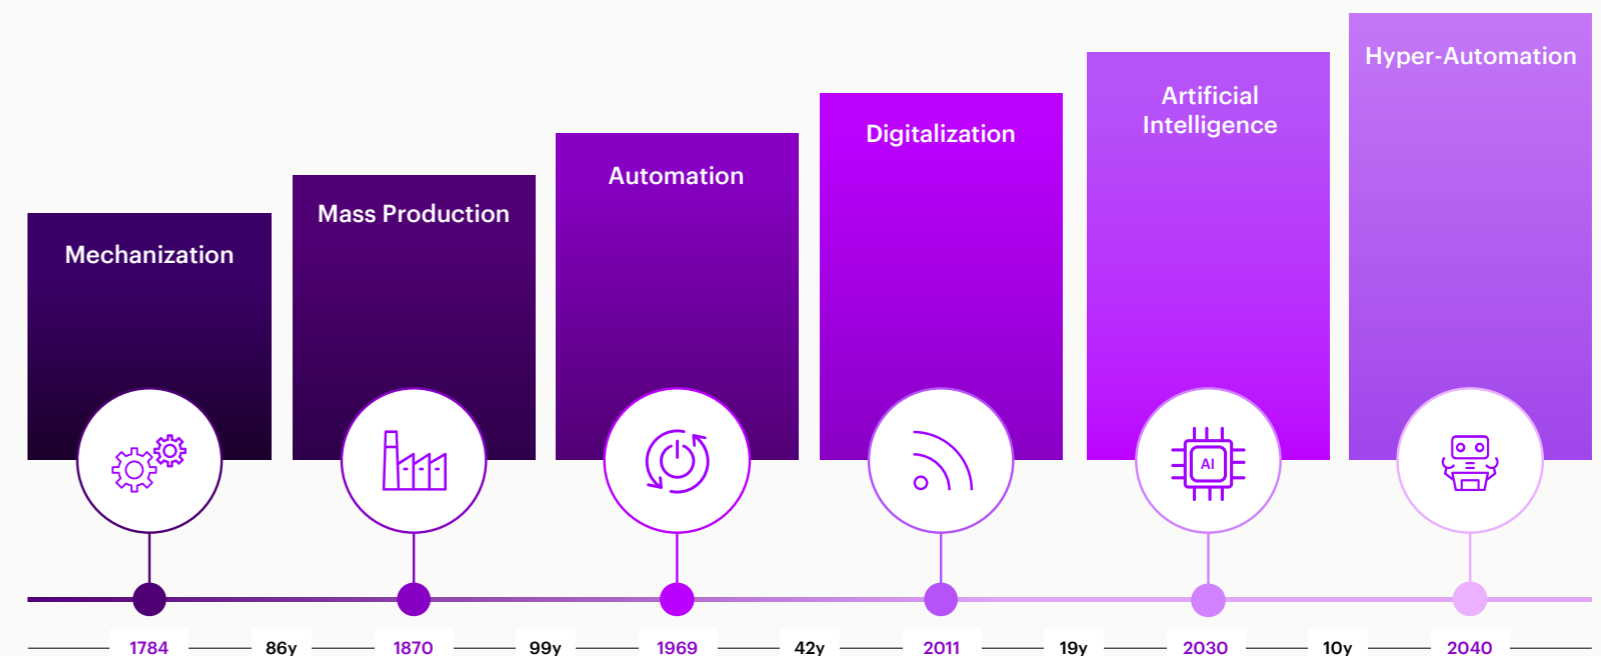 Mechanization
Mass Production
Automation
Digitalization
Artificial
Intelligence
Hyper-Automation
AI
1784
86y
1870
99y
1969
42y
2011
19y
2030
10y
2040